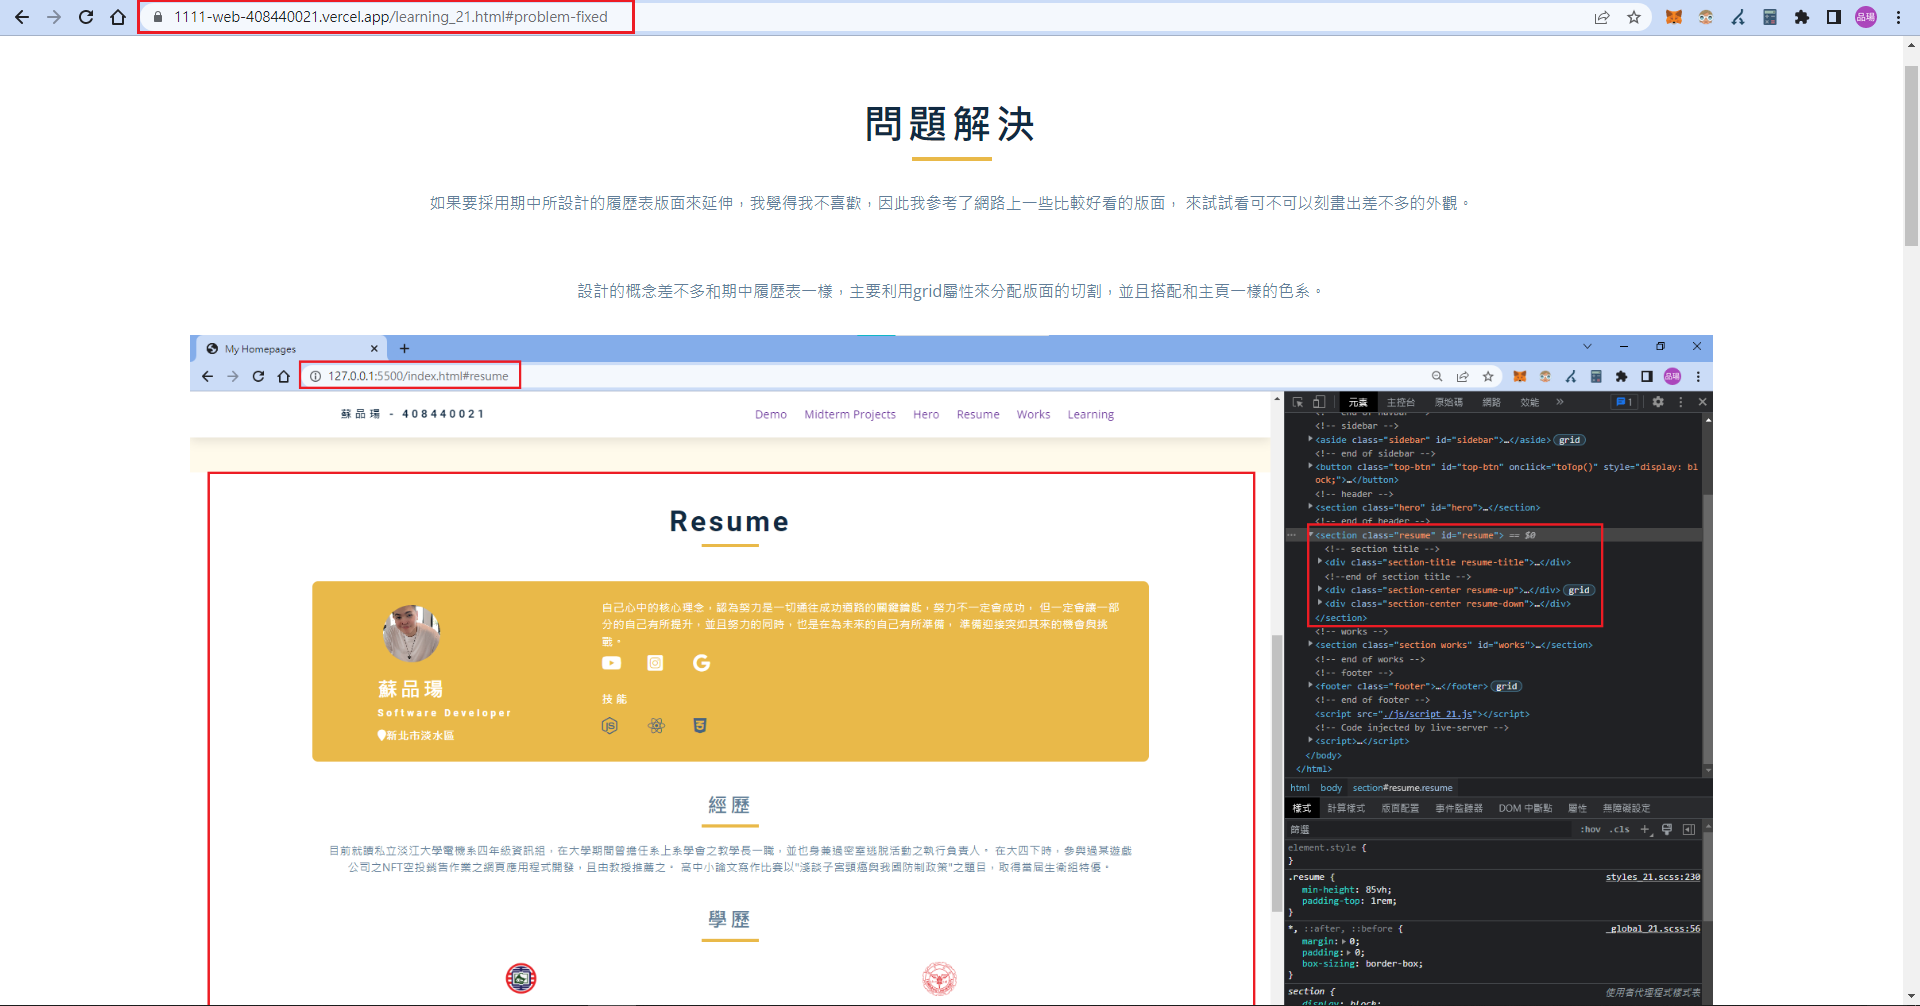 1111-web-408440021.vercel.app/learning_21.html#problem-fixed
品瑒
問題解決
如果要採用期中所設計的履歷表版面來延伸，我覺得我不喜歡，因此我參考了網路上一些比較好看的版面， 來試試看可不可以刻畫出差不多的外觀。
設計的概念差不多和期中履歷表一樣，主要利用grid屬性來分配版面的切割，並且搭配和主頁一樣的色系。
My Homepages
127.0.0.1:5500/index.html#resume
品瑒
蘇品瑒 - 408440021
Demo Midterm Projects Hero Resume Works Learning
Resume
自己心中的核心理念，認為努力是一切通往成功道路的關鍵鑰匙，努力不一定會成功， 但一定會讓一部
分的自己有所提升，並且努力的同時，也是在為未來的自己有所準備， 準備迎接突如其來的機會與挑
戰。
蘇品瑒
Software Developer
新北市淡水區
技能
經歷
目前就讀私立淡江大學電機系四年級資訊組，在大學期間曾擔任系上系學會之教學長一職，並也身兼過密室逃脫活動之執行負責人。 在大四下時，參與過某遊戲
公司之NFT空投銷售作業之網頁應用程式開發，且由教授推薦之。 高中小論文寫作比賽以"淺談子宮頸癌與我國防制政策"之題目，取得當屆生衛組特優。
學歷
元素 主控台 原始碼 網路 效能 » 1
<!-- end of navbar -->
<!-- sidebar -->
<aside class="sidebar" id="sidebar">…</aside> grid
<!-- end of sidebar -->
<button class="top-btn" id="top-btn" onclick="toTop()" style="display: bl
ock;">…</button>
<!-- header -->
<section class="hero" id="hero">…</section>
<!-- end of header -->
<section class="resume" id="resume"> == $0
<!-- section title -->
<div class="section-title resume-title">…</div>
<!--end of section title -->
<div class="section-center resume-up">…</div> grid
<div class="section-center resume-down">…</div>
</section>
<!-- works -->
<section class="section works" id="works">…</section>
<!-- end of works -->
<!-- footer -->
<footer class="footer">…</footer> grid
<!-- end of footer -->
<script src="./js/script_21.js"></script>
<!-- Code injected by live-server -->
<script>…</script>
</body>
</html>
html body section#resume.resume
樣式 計算樣式 版面配置 事件監聽器 DOM 中斷點 屬性 無障礙設定
篩選 :hov .cls
element.style {
}
.resume { styles_21.scss:230
min-height: 85vh;
padding-top: 1rem;
}
*, ::after, ::before { _global_21.scss:56
margin: 0;
padding: 0;
box-sizing: border-box;
}
section { 使用者代理程式樣式表
display: block;